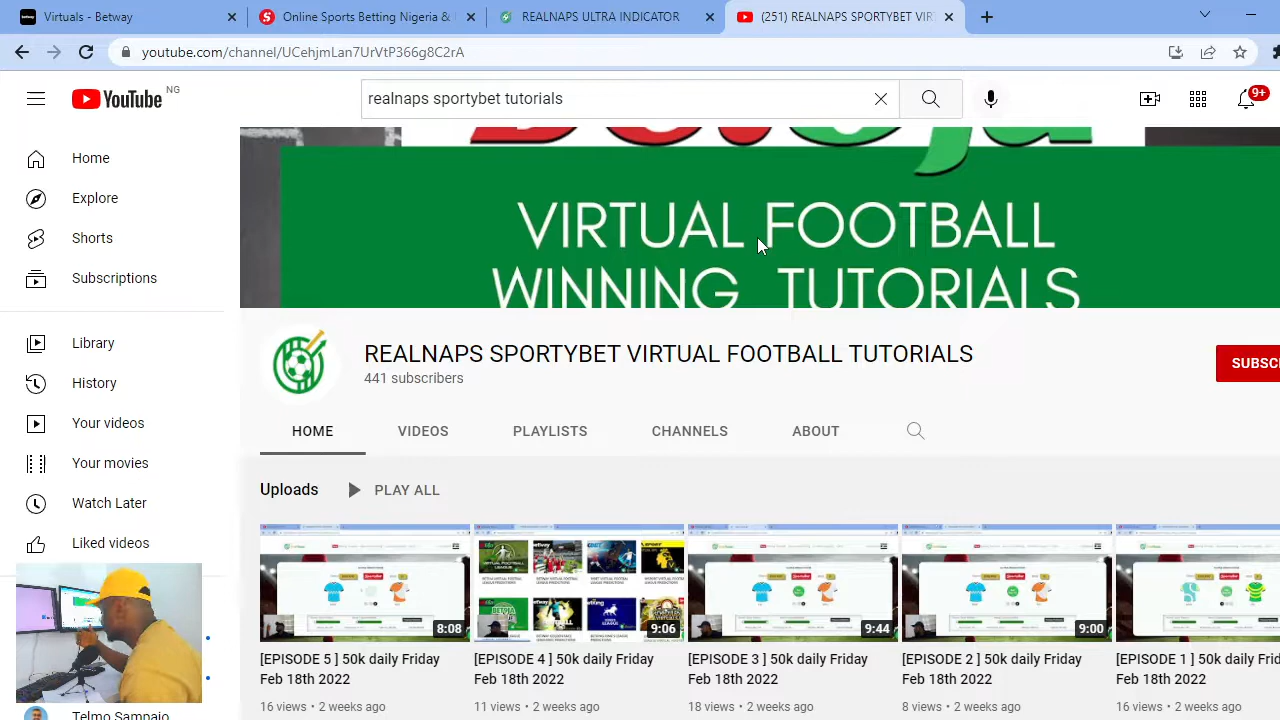 Virtuals - Betway
Online Sports Betting Nigeria &
REALNAPS ULTRA INDICATOR
(251) REALNAPS SPORTYBET VIR
youtube.com/channel/UCehjmLan7UrVtP366g8C2rA
YouTube NG
realnaps sportybet tutorials
9+
Home
Explore
Shorts
Subscriptions
Library
History
Your videos
Your movies
Watch Later
Liked videos
Telmo Sampaio
VIRTUAL FOOTBALL
WINNING TUTORIALS
REALNAPS SPORTYBET VIRTUAL FOOTBALL TUTORIALS
441 subscribers
SUBSC
HOME VIDEOS PLAYLISTS CHANNELS ABOUT
Uploads PLAY ALL
8:08 9:06 9:44 9:00
[EPISODE 5 ] 50k daily Friday
Feb 18th 2022
16 views • 2 weeks ago
[EPISODE 4 ] 50k daily Friday
Feb 18th 2022
11 views • 2 weeks ago
[EPISODE 3 ] 50k daily Friday
Feb 18th 2022
18 views • 2 weeks ago
[EPISODE 2 ] 50k daily Friday
Feb 18th 2022
8 views • 2 weeks ago
[EPISODE 1 ] 50k daily Frid
Feb 18th 2022
16 views • 2 weeks ago